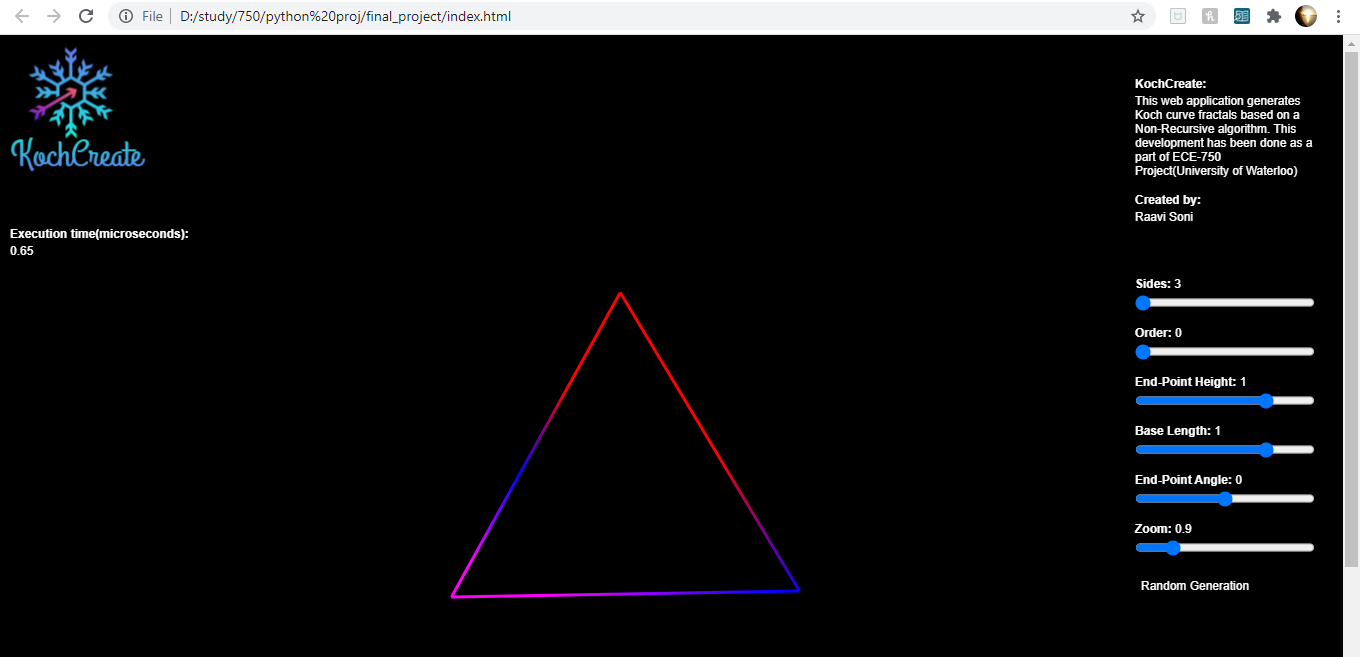 File
D:/study/750/python%20proj/final_project/index.html
KochCreate
Execution time(microseconds):
0.65
KochCreate:
This web application generates
Koch curve fractals based on a
Non-Recursive algorithm. This
development has been done as a
part of ECE-750
Project(University of Waterloo)
Created by:
Raavi Soni
Sides: 3
Order: 0
End-Point Height: 1
Base Length: 1
End-Point Angle: 0
Zoom: 0.9
Random Generation